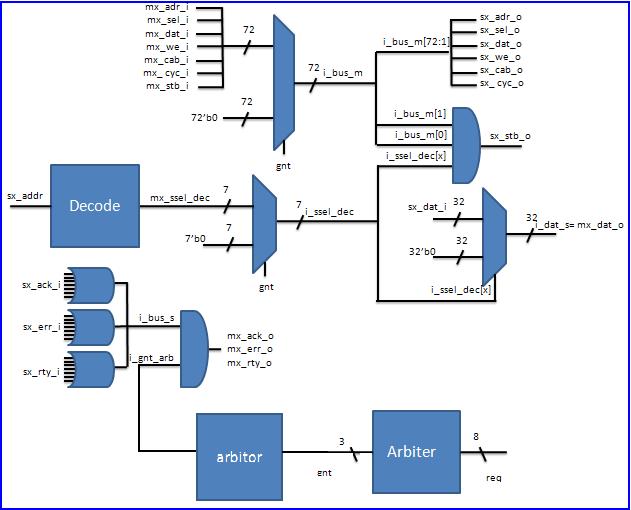 mx_adr_i
mx_sel_i
mx_dat_i
mx_we_i
mx_cab_i
mx_ cyc_i
mx_stb_i
72
72
72'b0
gnt
72
i_bus_m
i_bus_m[72:1]
sx_adr_o
sx_sel_o
sx_dat_o
sx_we_o
sx_cab_o
sx_ cyc_o
i_bus_m[1]
i_bus_m[0]
i_ssel_dec[x]
sx_stb_o
sx_addr
Decode
mx_ssel_dec
7
7
7'b0
gnt
7
i_ssel_dec
sx_dat_i
32
32
32'b0
i_ssel_dec[x]
32
i_dat_s= mx_dat_o
sx_ack_i
sx_err_i
sx_rty_i
i_bus_s
i_gnt_arb
mx_ack_o
mx_err_o
mx_rty_o
arbitor
3
gnt
Arbiter
8
req